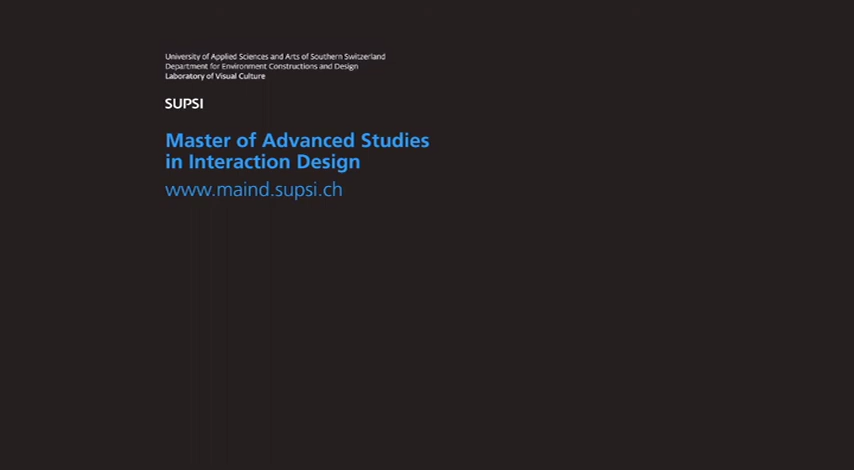 University of Applied Sciences and Arts of Southern Switzerland
Department for Environment Constructions and Design
Laboratory of Visual Culture
SUPSI
Master of Advanced Studies
in Interaction Design
www.maind.supsi.ch